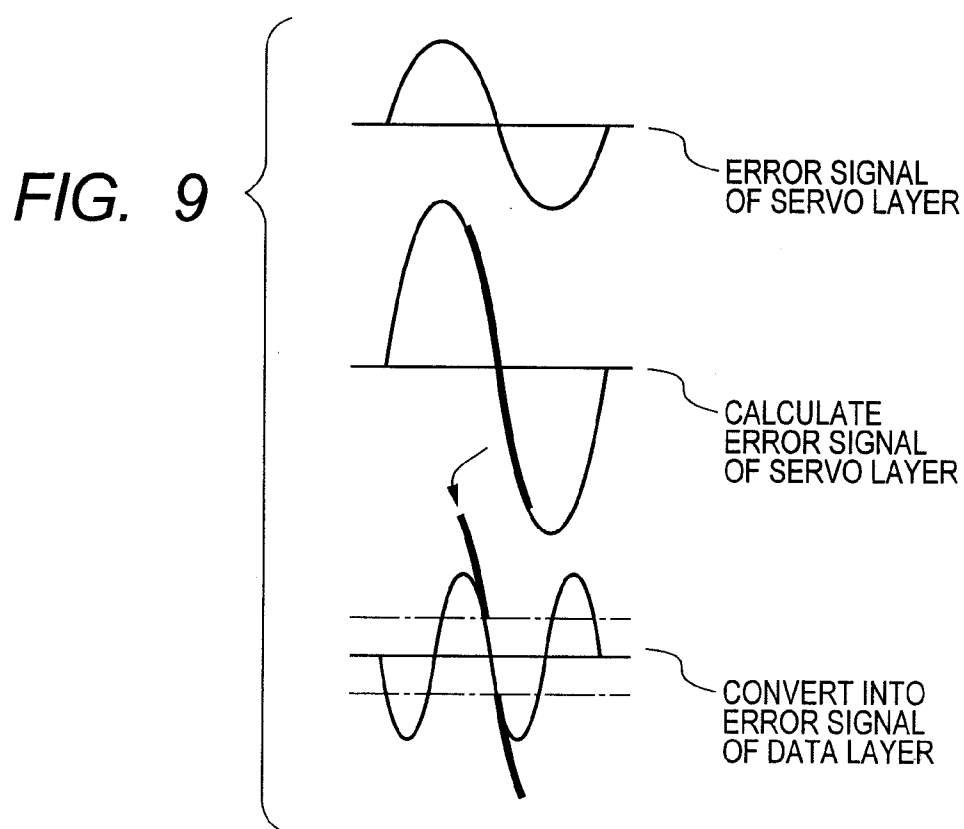 FIG. 9
ERROR SIGNAL
OF SERVO LAYER
CALCULATE
ERROR SIGNAL
OF SERVO LAYER
CONVERT INTO
ERROR SIGNAL
OF DATA LAYER